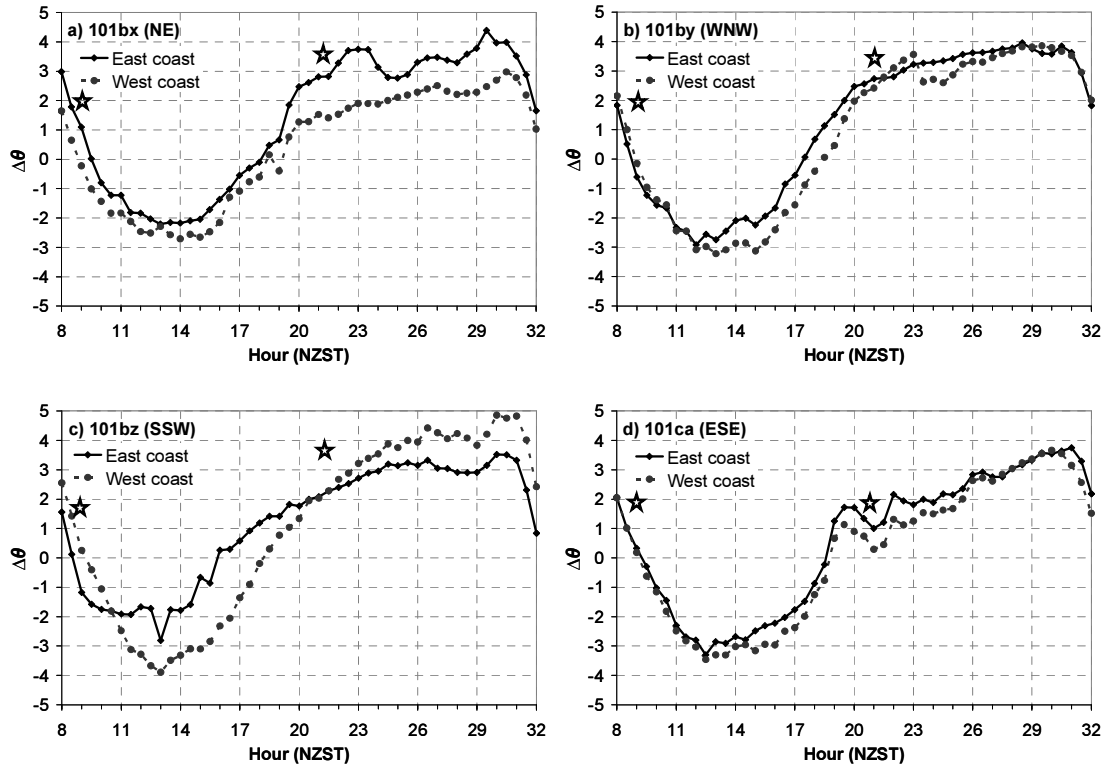 a) 101bx (NE)
East coast
West coast
5
4
3
2
1
0
-1
-2
-3
-4
-5
Δθ
8 11 14 17 20 23 26 29 32
Hour (NZST)
b) 101by (WNW)
East coast
West coast
5
4
3
2
1
0
-1
-2
-3
-4
-5
Δθ
8 11 14 17 20 23 26 29 32
Hour (NZST)
c) 101bz (SSW)
East coast
West coast
5
4
3
2
1
0
-1
-2
-3
-4
-5
Δθ
8 11 14 17 20 23 26 29 32
Hour (NZST)
d) 101ca (ESE)
East coast
West coast
5
4
3
2
1
0
-1
-2
-3
-4
-5
Δθ
8 11 14 17 20 23 26 29 32
Hour (NZST)